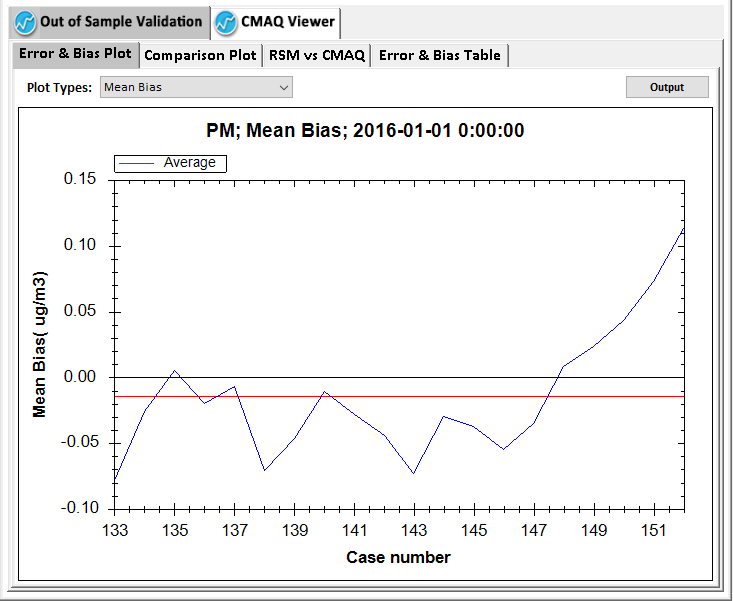 Out of Sample Validation CMAQ Viewer
Error & Bias Plot Comparison Plot RSM vs CMAQ Error & Bias Table
Plot Types: Mean Bias Output
PM; Mean Bias; 2016-01-01 0:00:00
Average
0.15
0.10
0.05
0.00
-0.05
-0.10
Mean Bias( ug/m3)
133 135 137 139 141 143 145 147 149 151
Case number